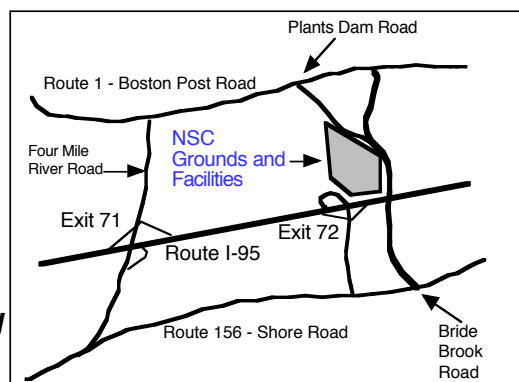 Plants Dam Road
Route 1 - Boston Post Road
NSC
Grounds and
Facilities
Four Mile
River Road
Exit 71
Exit 72
Route I-95
Route 156 - Shore Road
Bride
Brook
Road